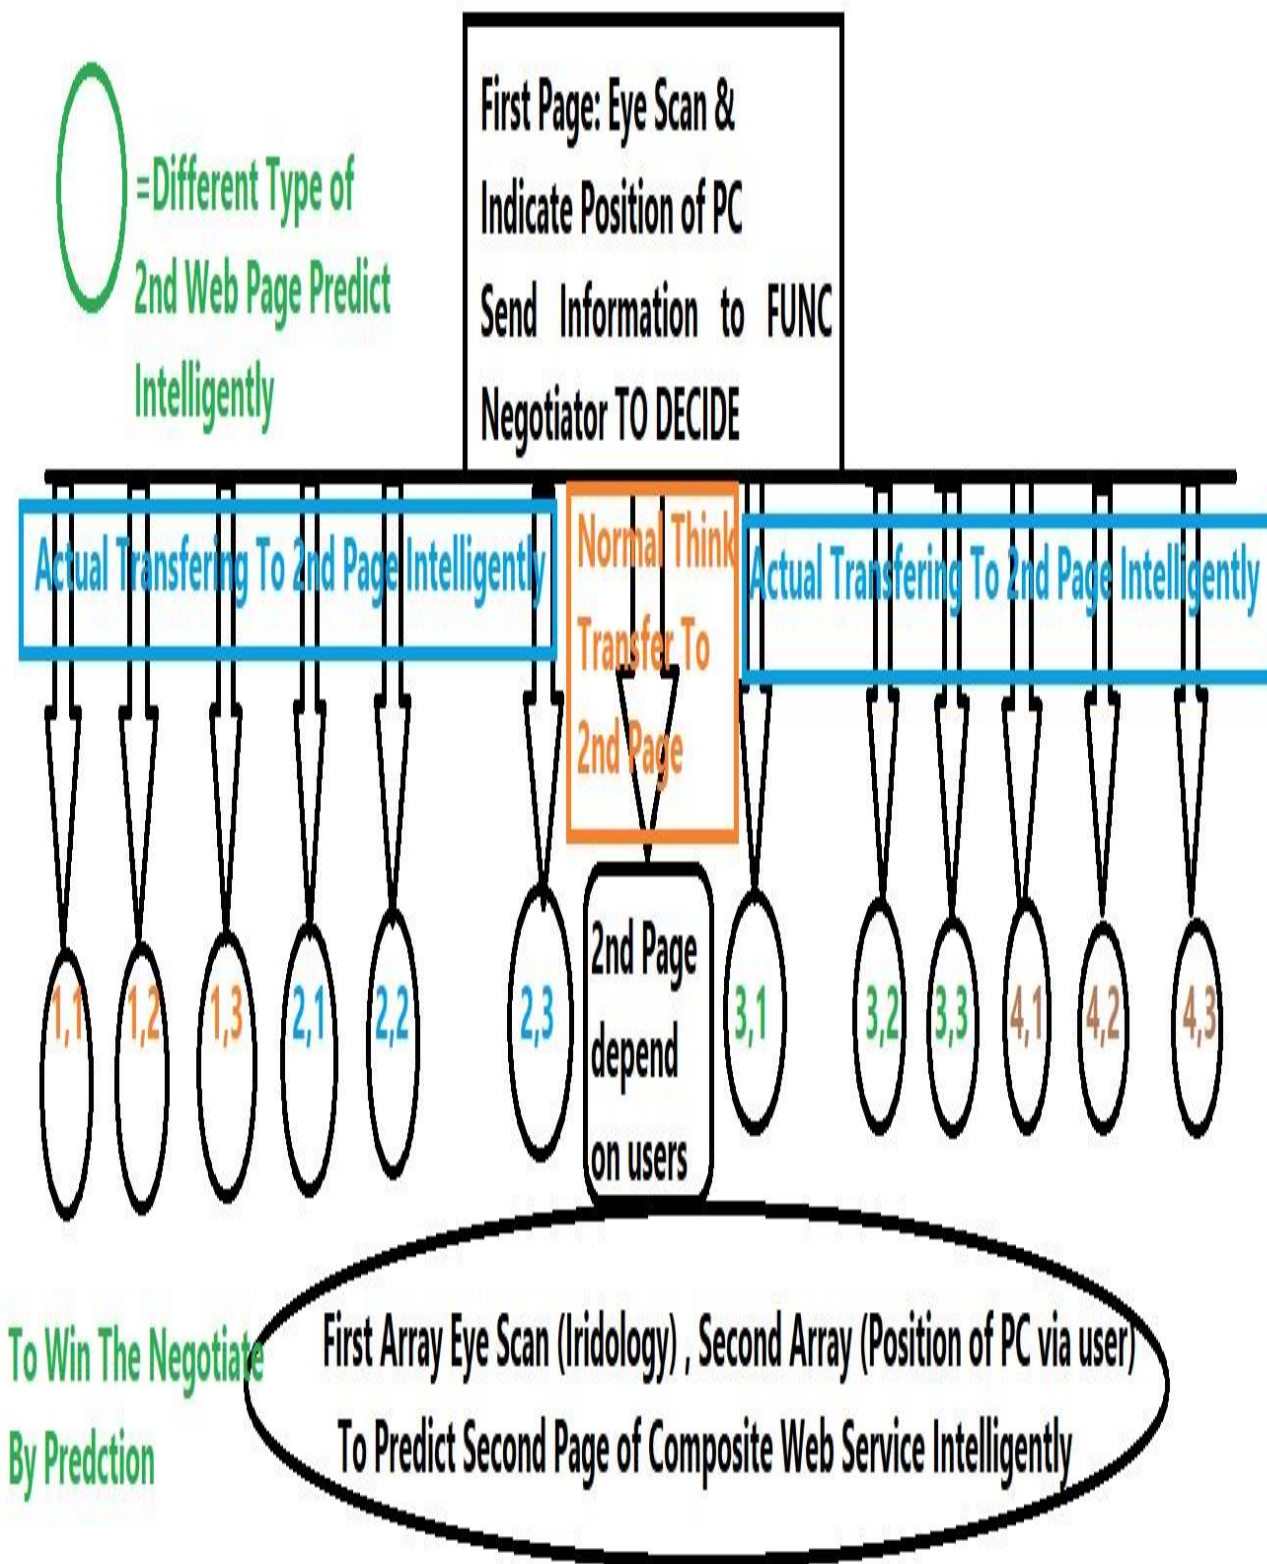 First Page: Eye Scan &
Indicate Position of PC
Send Information to FUNC
Negotiator TO DECIDE
=Different Type of
2nd Web Page Predict
Intelligently
Actual Transfering To 2nd Page Intelligently
Normal Think
Transfer To
2nd Page
Actual Transfering To 2nd Page Intelligently
1,1 1,2 1,3 2,1 2,2 2,3
2nd Page
depend
on users
3,1 3,2 3,3 4,1 4,2 4,3
To Win The Negotiate
By Predction
First Array Eye Scan (Iridology) , Second Array (Position of PC via user)
To Predict Second Page of Composite Web Service Intelligently